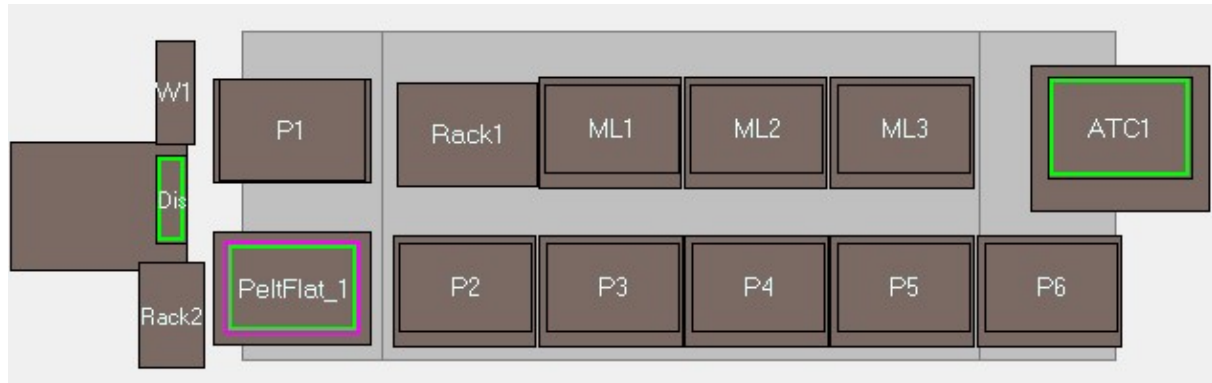 W1
P1
Rack1
ML1
ML2
ML3
ATC1
Dis
PeltFlat_1
P2
P3
P4
P5
P6
Rack2